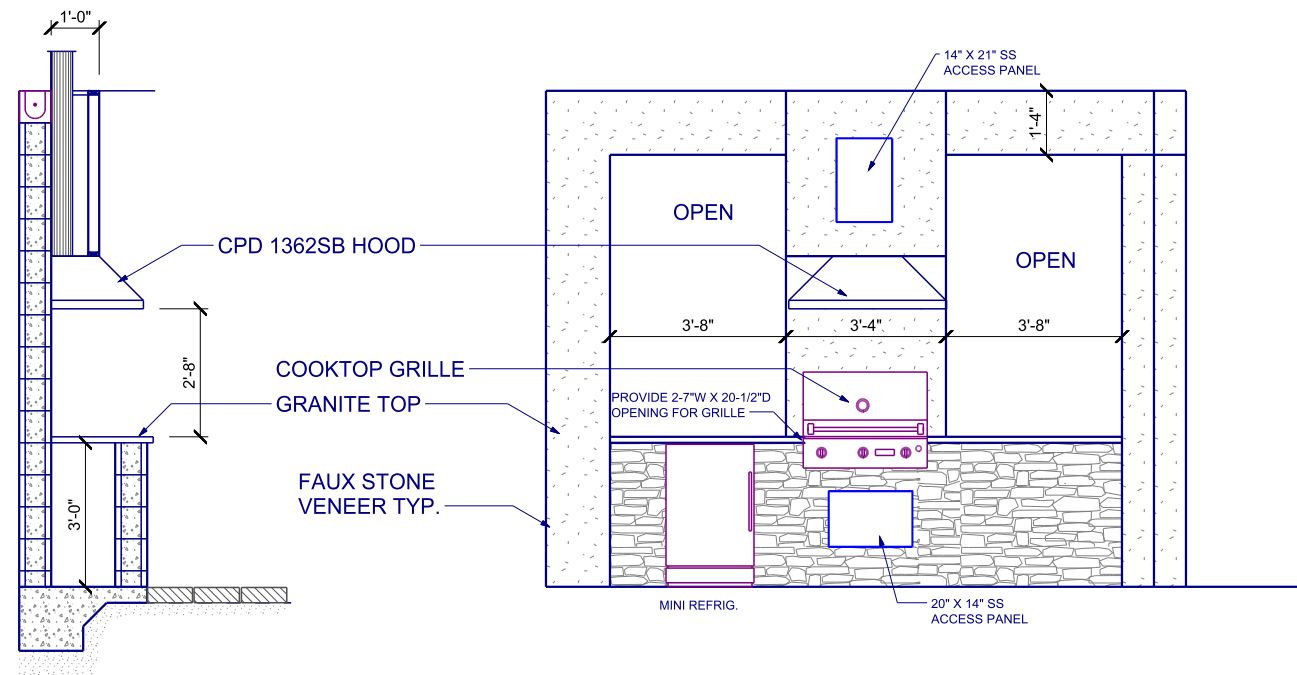 1'-0"
14" X 21" SS
ACCESS PANEL
1'-4"
OPEN
CPD 1362SB HOOD
OPEN
3'-8"
3'-4"
3'-8"
2'-8"
COOKTOP GRILLE
PROVIDE 2-7"W X 20-1/2"D
OPENING FOR GRILLE
GRANITE TOP
FAUX STONE
VENEER TYP.
3'-0"
MINI REFRIG.
20" X 14" SS
ACCESS PANEL